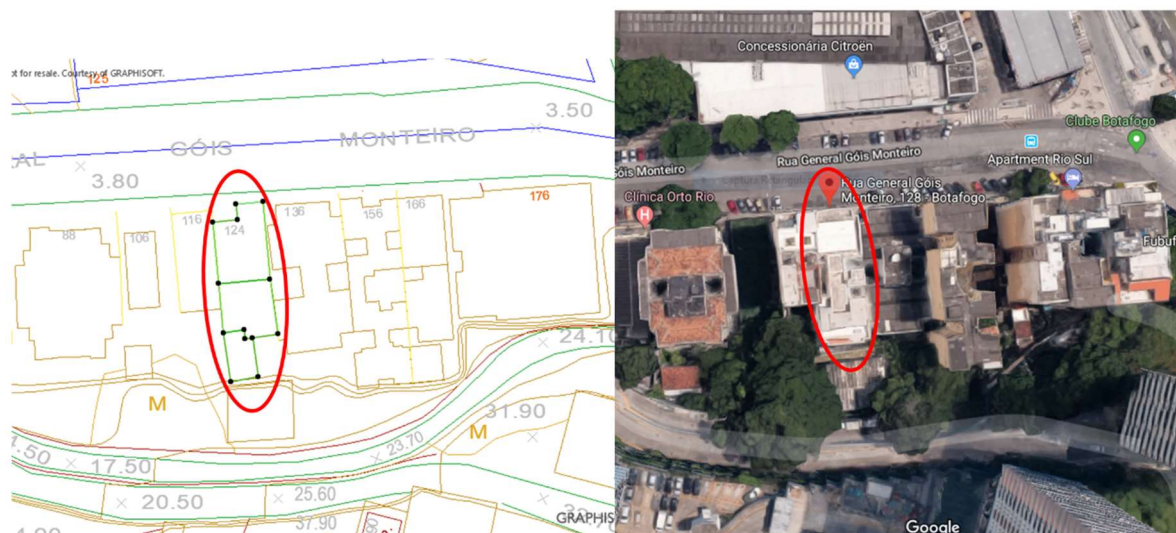 ot for resale. Courtesy of GRAPHISOFT.
125
3.50
AL GÓIS MONTEIRO
3.80
88
106
116
124
136
156
166
176
24.10
M
31.90
M
1.50
17.50
23.70
20.50
25.60
37.90
GRAPHIS
Concessionária Citroën
Clube Botafogo
Rua General Góis Monteiro
Apartment Rio Sul
Góis Monteiro
Clínica Orto Rio
Rua General Góis
Monteiro, 128 - Botafogo
Google